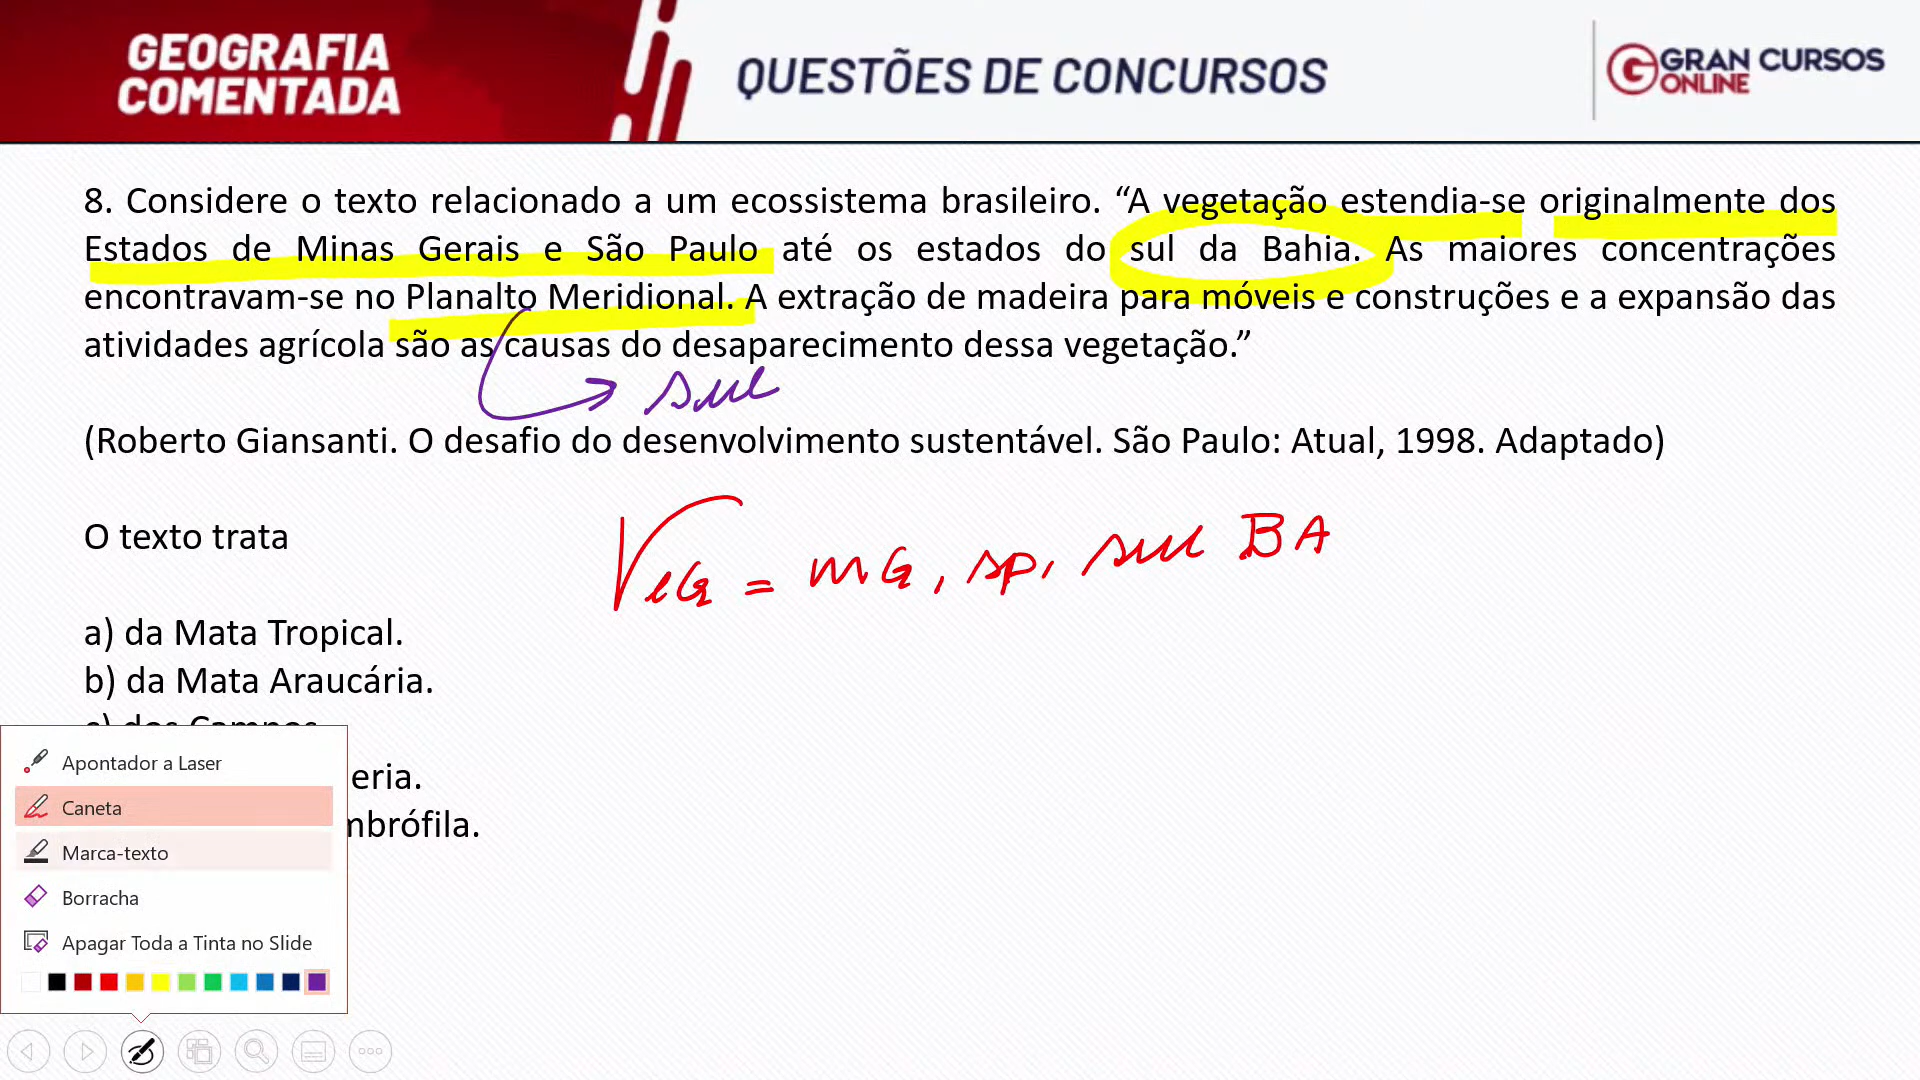 GEOGRAFIA
COMENTADA
QUESTÕES DE CONCURSOS
GRAN CURSOS
ONLINE
8. Considere o texto relacionado a um ecossistema brasileiro. “A vegetação estendia-se originalmente dos
Estados de Minas Gerais e São Paulo até os estados do sul da Bahia. As maiores concentrações
encontravam-se no Planalto Meridional. A extração de madeira para móveis e construções e a expansão das
atividades agrícola são as causas do desaparecimento dessa vegetação.”
sul
(Roberto Giansanti. O desafio do desenvolvimento sustentável. São Paulo: Atual, 1998. Adaptado)
O texto trata
VeG = MG, SP, sul BA
a) da Mata Tropical.
b) da Mata Araucária.
c) dos Campos.
eria.
mbrófila.
Apontador a Laser
Caneta
Marca-texto
Borracha
Apagar Toda a Tinta no Slide